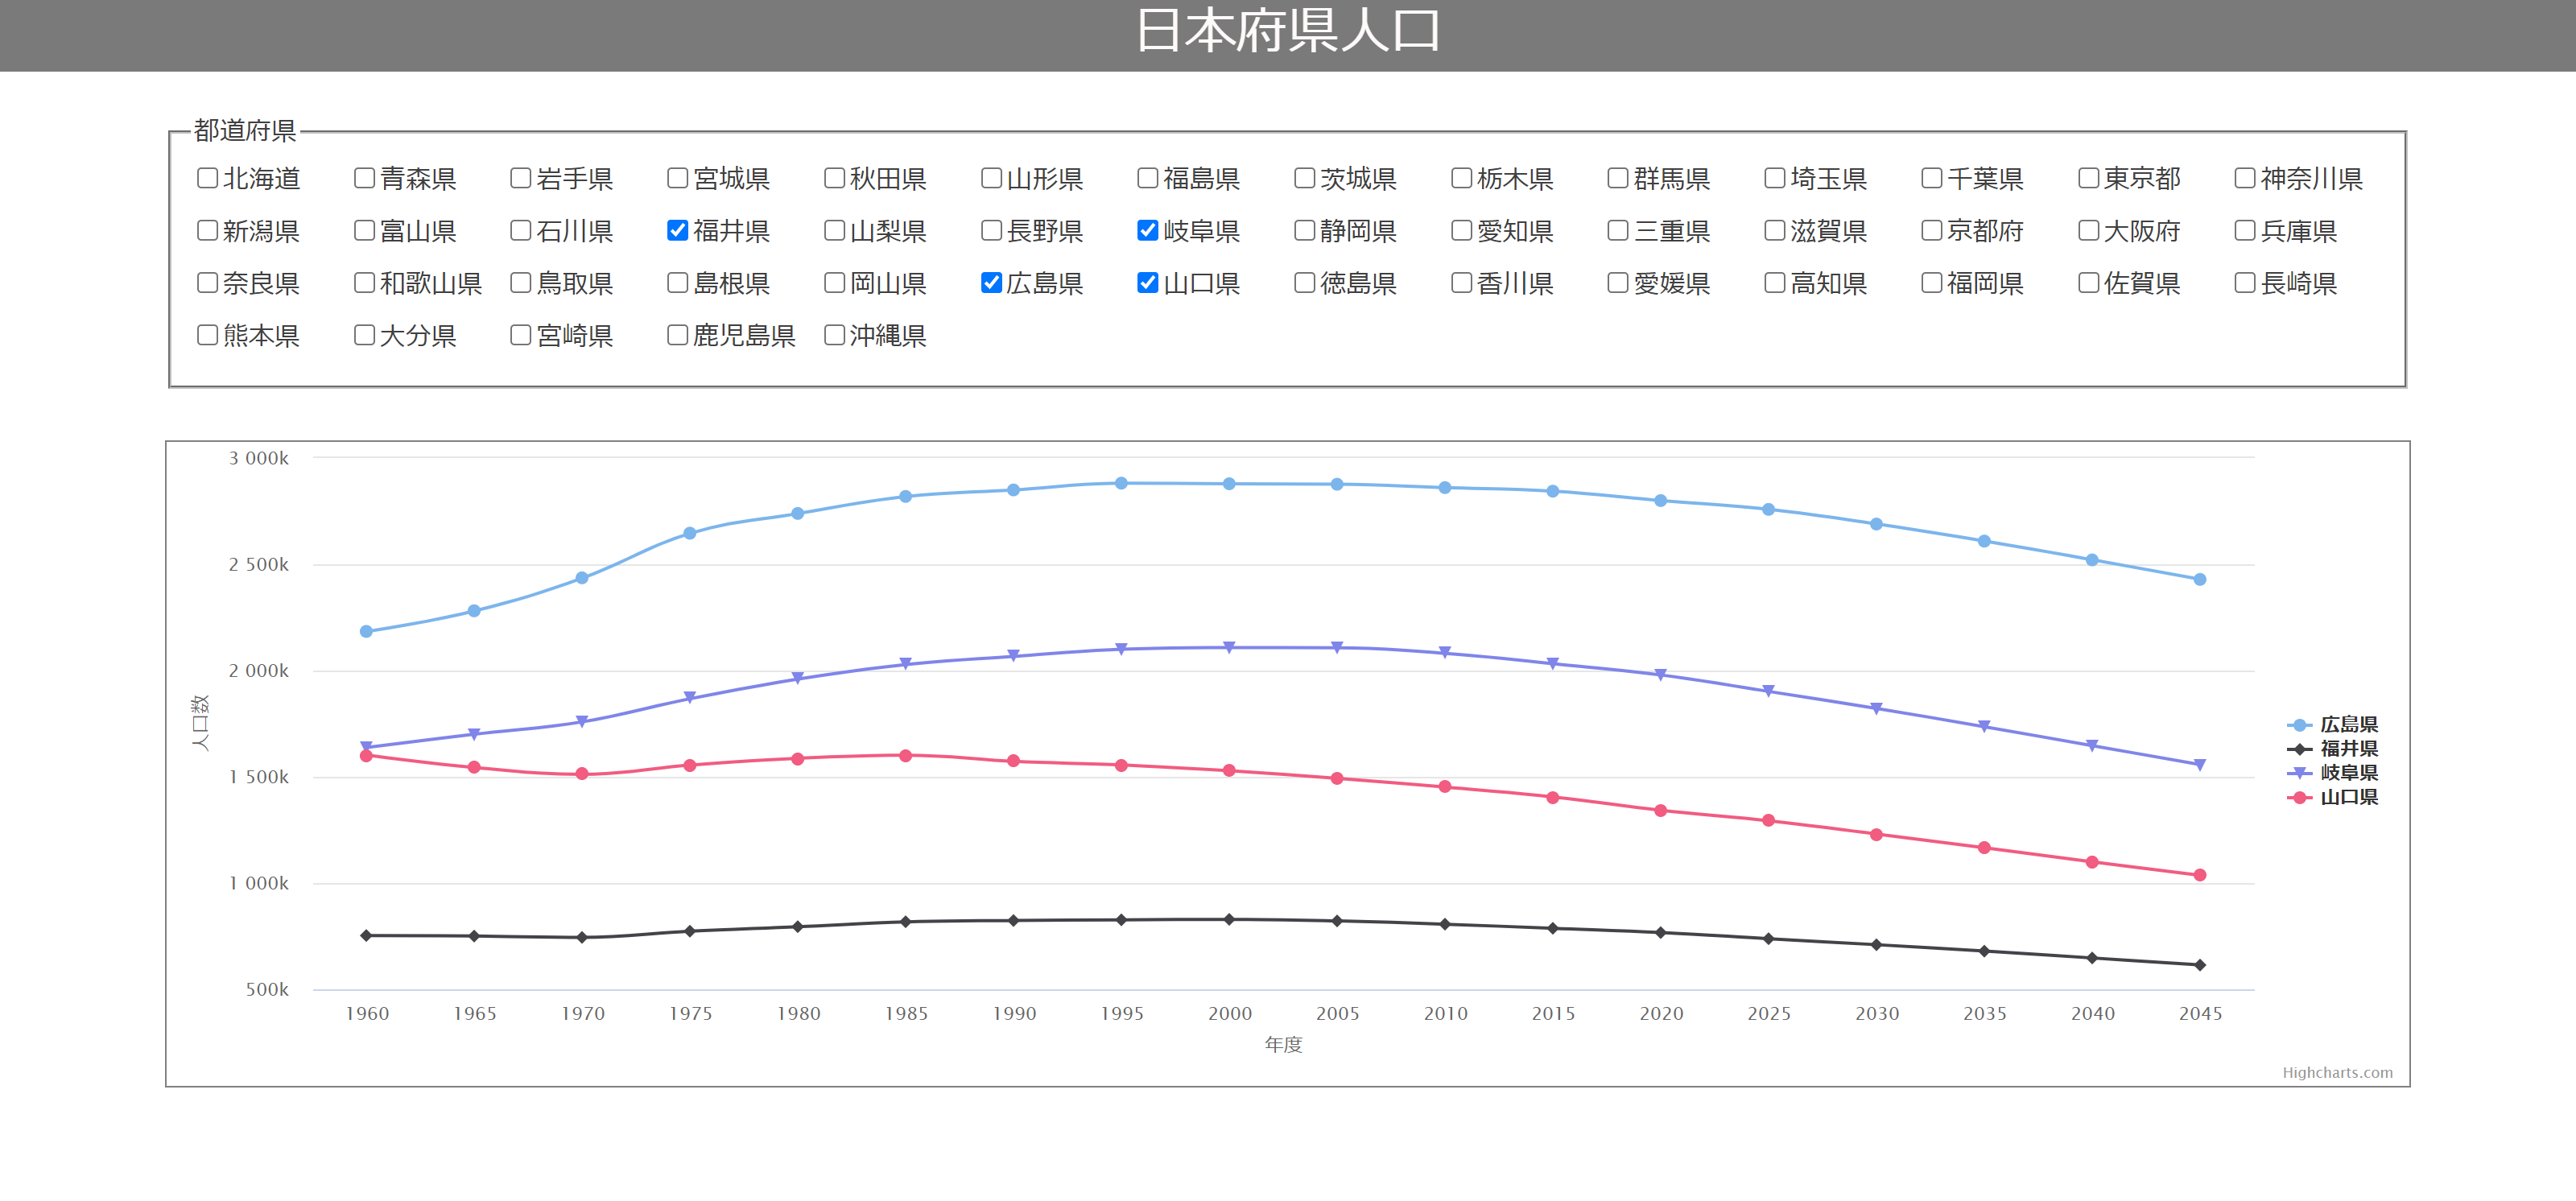 日本府県人口
都道府県
北海道 青森県 岩手県 宮城県 秋田県 山形県 福島県 茨城県 栃木県 群馬県 埼玉県 千葉県 東京都 神奈川県
新潟県 富山県 石川県 福井県 山梨県 長野県 岐阜県 静岡県 愛知県 三重県 滋賀県 京都府 大阪府 兵庫県
奈良県 和歌山県 鳥取県 島根県 岡山県 広島県 山口県 徳島県 香川県 愛媛県 高知県 福岡県 佐賀県 長崎県
熊本県 大分県 宮崎県 鹿児島県 沖縄県
3 000k
2 500k
2 000k
1 500k
1 000k
500k
人口数
広島県
福井県
岐阜県
山口県
1960 1965 1970 1975 1980 1985 1990 1995 2000 2005 2010 2015 2020 2025 2030 2035 2040 2045
年度
Highcharts.com